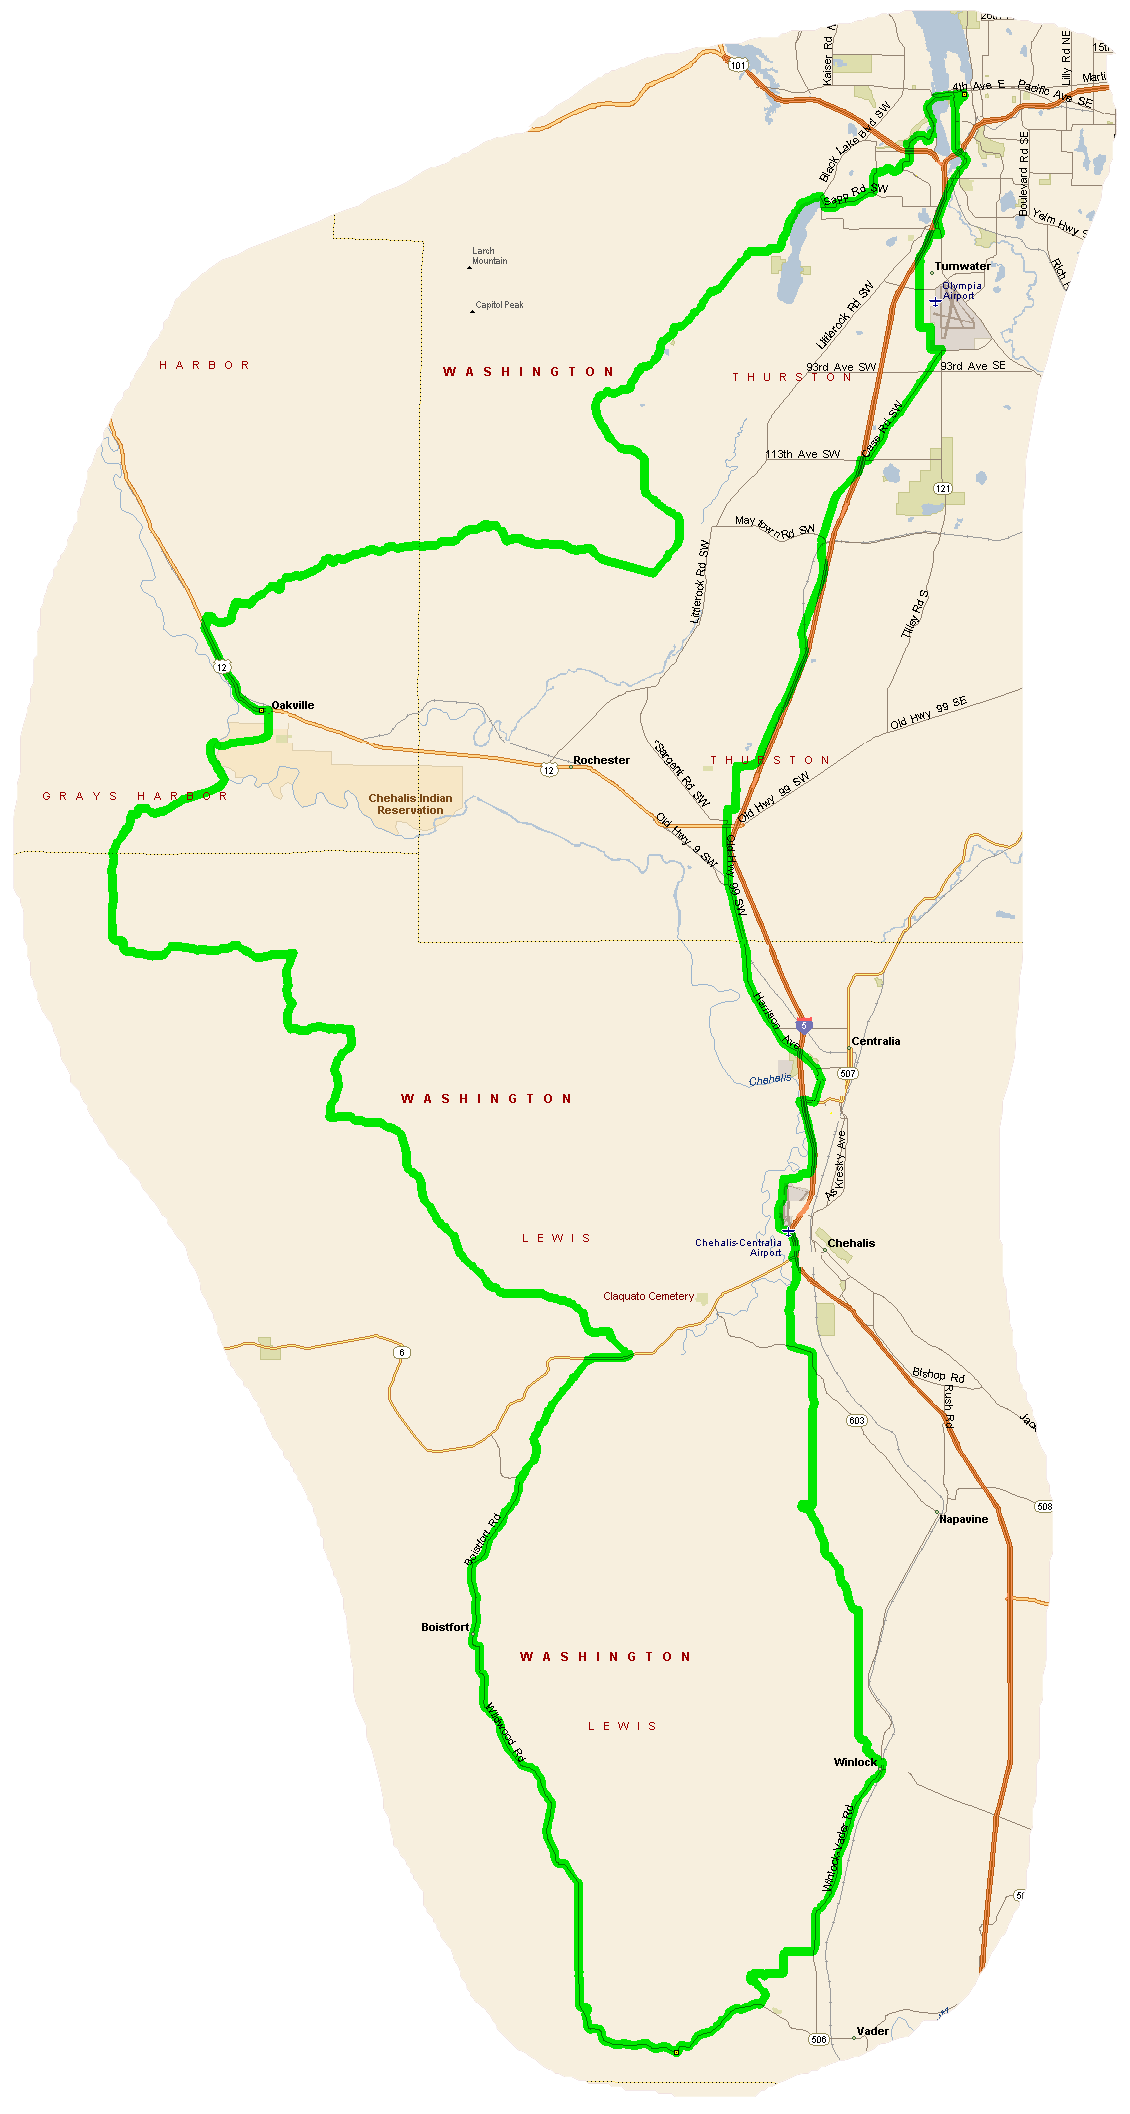 26th
15th
101
Kaiser Rd
Lilly Rd NE
Marti
4th Ave E
Pacific Ave SE
Black Lake Blvd SW
Boulevard Rd SE
Sapp Rd SW
Yelm Hwy S
Rich R
Larch
Mountain
Tumwater
Olympia
Airport
Capitol Peak
Littlerock Rd SW
HARBOR
WASHINGTON
THURSTON
93rd Ave SW
93rd Ave SE
Case Rd SW
113th Ave SW
121
Maytown Rd SW
Littlerock Rd SW
Tilley Rd S
12
Oakville
Old Hwy 99 SE
Sargent Rd SW
THURSTON
Rochester
12
GRAYS HARBOR
Chehalis Indian
Reservation
Old Hwy 99 SW
Old Hwy 9 SW
Old Hwy 99 SW
Harrison Ave
5
Centralia
507
Chehalis
WASHINGTON
Kresky Ave
LEWIS
Chehalis-Centralia
Airport
Chehalis
Claquato Cemetery
6
Bishop Rd
Rush Rd
603
Jack
508
Napavine
Boistfort Rd
Boistfort
WASHINGTON
LEWIS
Wildwood Rd
Winlock
Winlock-Vader Rd
506
Vader